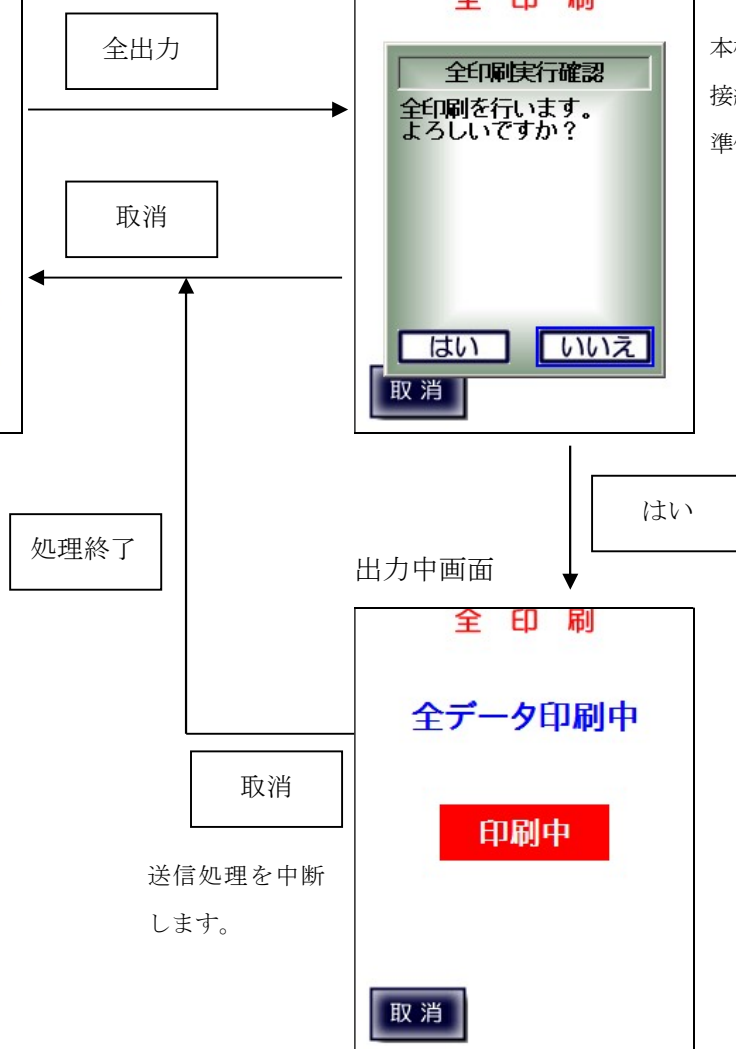 全 印 刷
全出力
全印刷実行確認
全印刷を行います。
よろしいですか？
取消
はい
いいえ
取 消
はい
処理終了
出力中画面
全 印 刷
全データ印刷中
取消
印刷中
送信処理を中断
します。
取 消